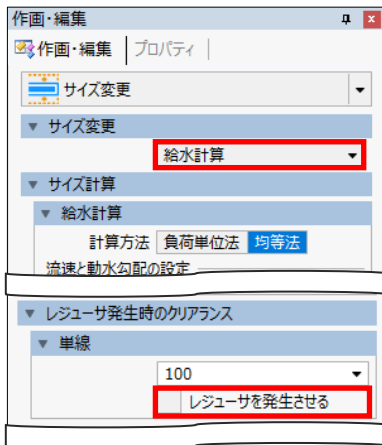 作画・編集
作画・編集 プロパティ
サイズ変更
サイズ変更
給水計算
サイズ計算
給水計算
計算方法 負荷単位法 均等法
流速と動水勾配の設定
レジューサ発生時のクリアランス
単線
100
レジューサを発生させる